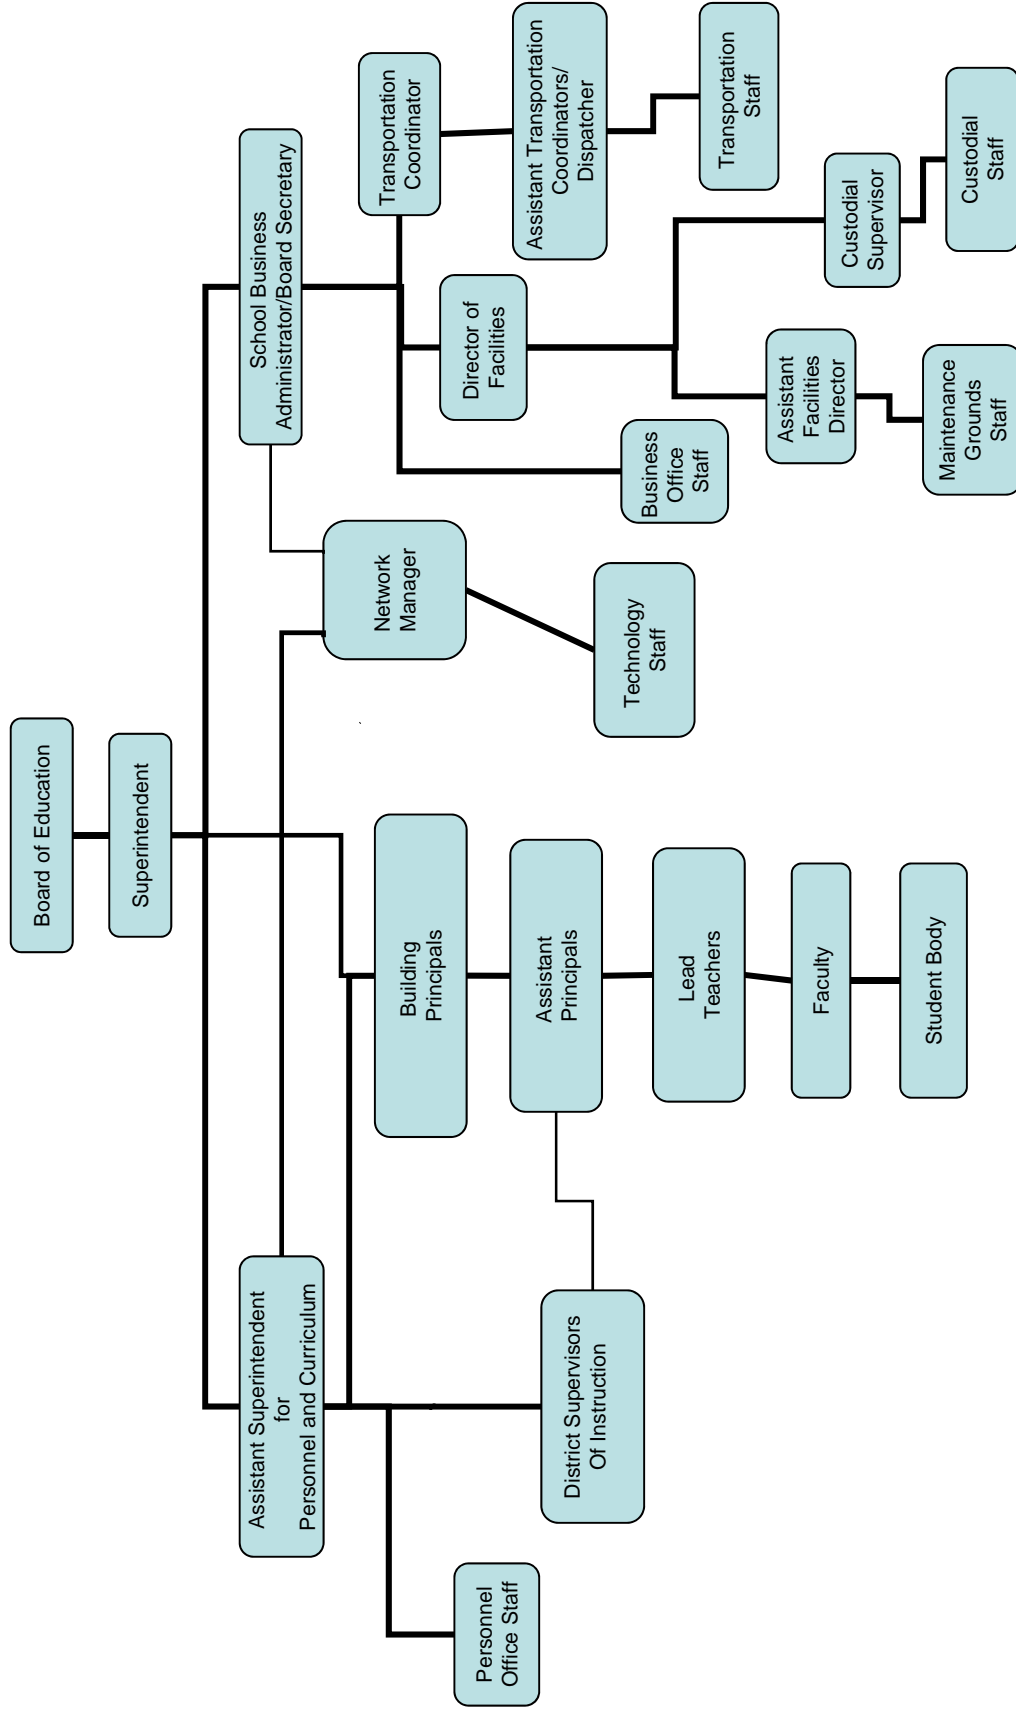 Board of Education
Superintendent
Assistant Superintendent
for
Personnel and Curriculum
School Business
Administrator/Board Secretary
Network
Manager
Building
Principals
Transportation
Coordinator
Director of
Facilities
Personnel
Office Staff
District Supervisors
Of Instruction
Assistant
Principals
Assistant Transportation
Coordinators/
Dispatcher
Technology
Staff
Business
Office
Staff
Lead
Teachers
Transportation
Staff
Faculty
Assistant
Facilities
Director
Custodial
Supervisor
Student Body
Maintenance
Grounds
Staff
Custodial
Staff